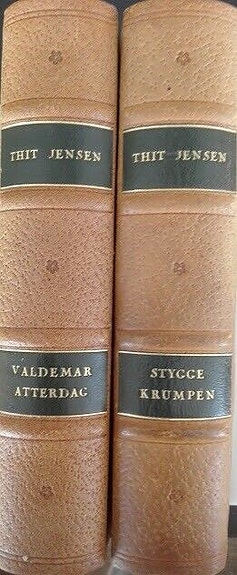 THIT JENSEN
VALDEMAR
ATTERDAG
THIT JENSEN
STYGGE
KRUMPEN